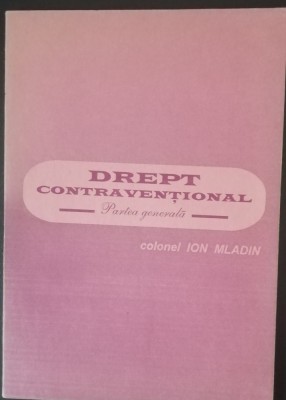 DREPT
CONTRAVENȚIONAL
Partea generală
colonel ION MLADIN